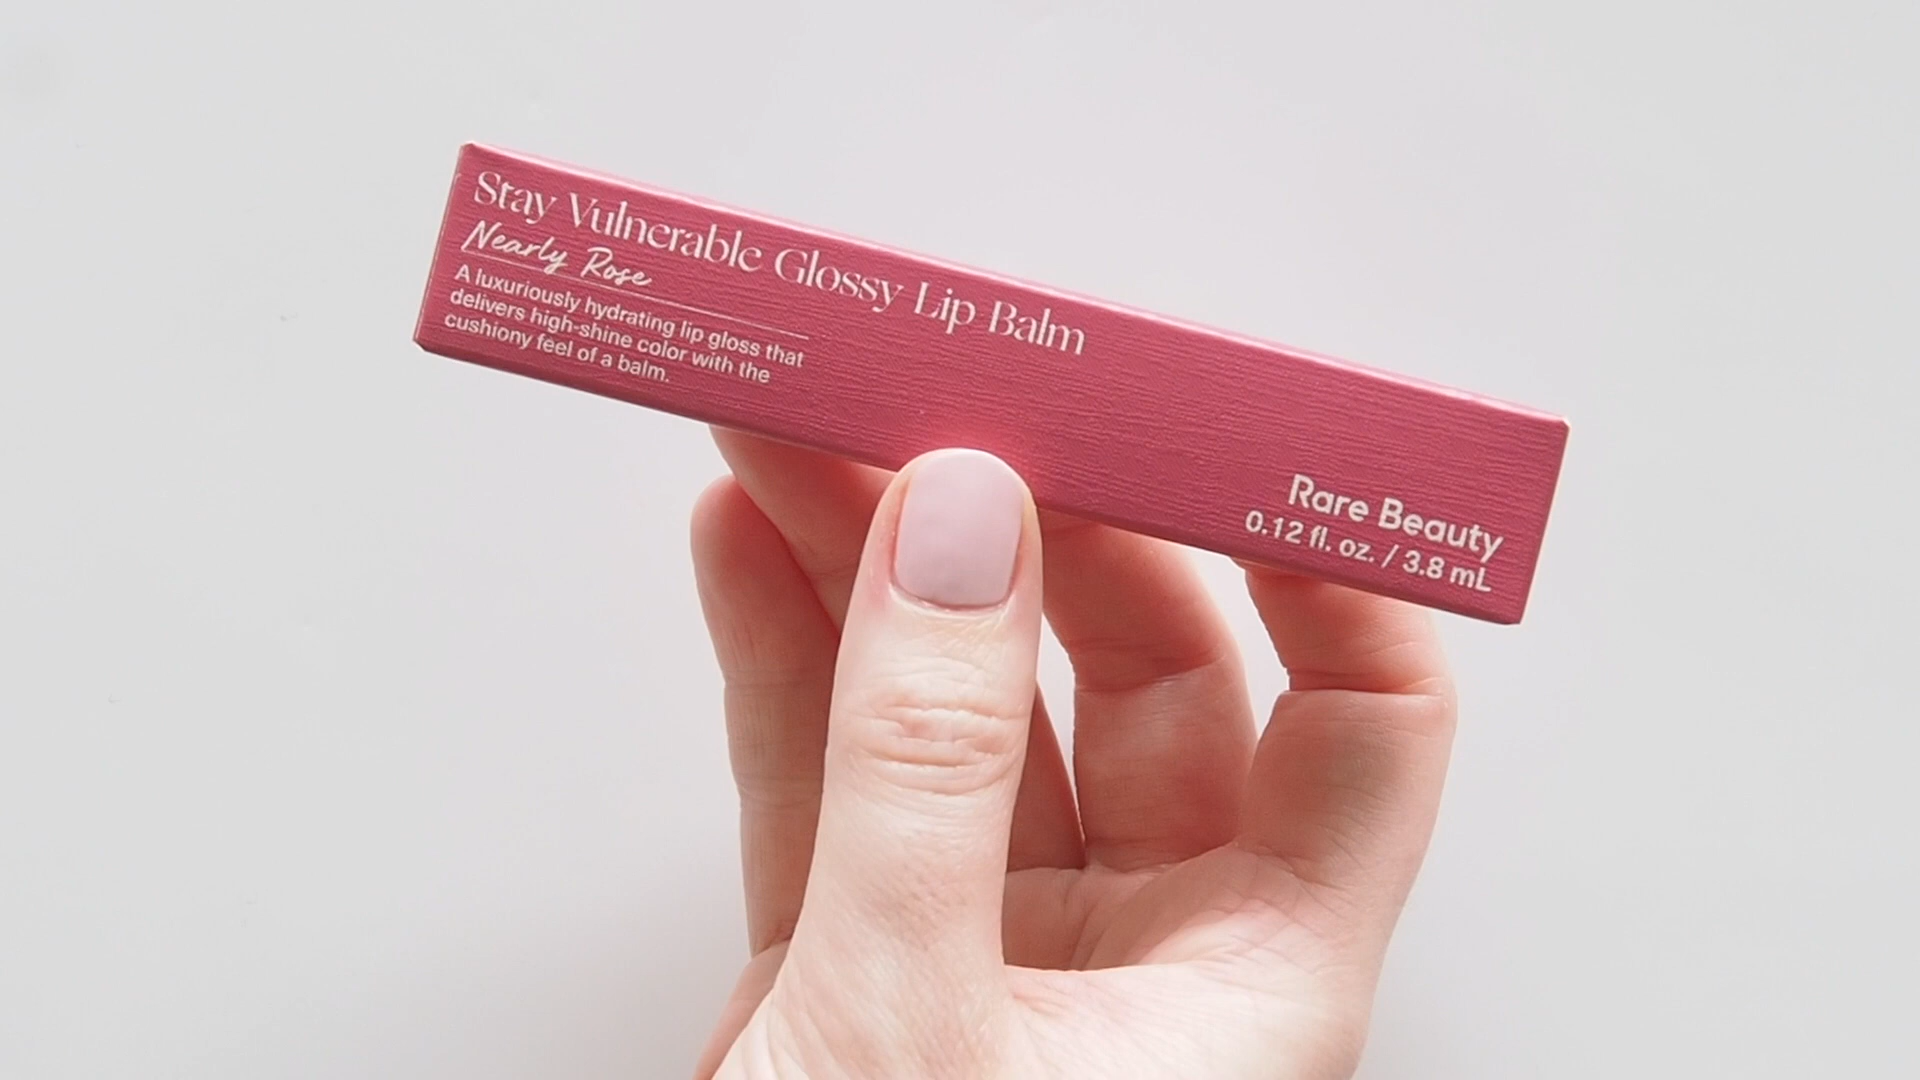 Stay Vulnerable Glossy Lip Balm
Nearly Rose
A luxuriously hydrating lip gloss that
delivers high-shine color with the
cushiony feel of a balm.
Rare Beauty
0.12 fl. oz. / 3.8 mL